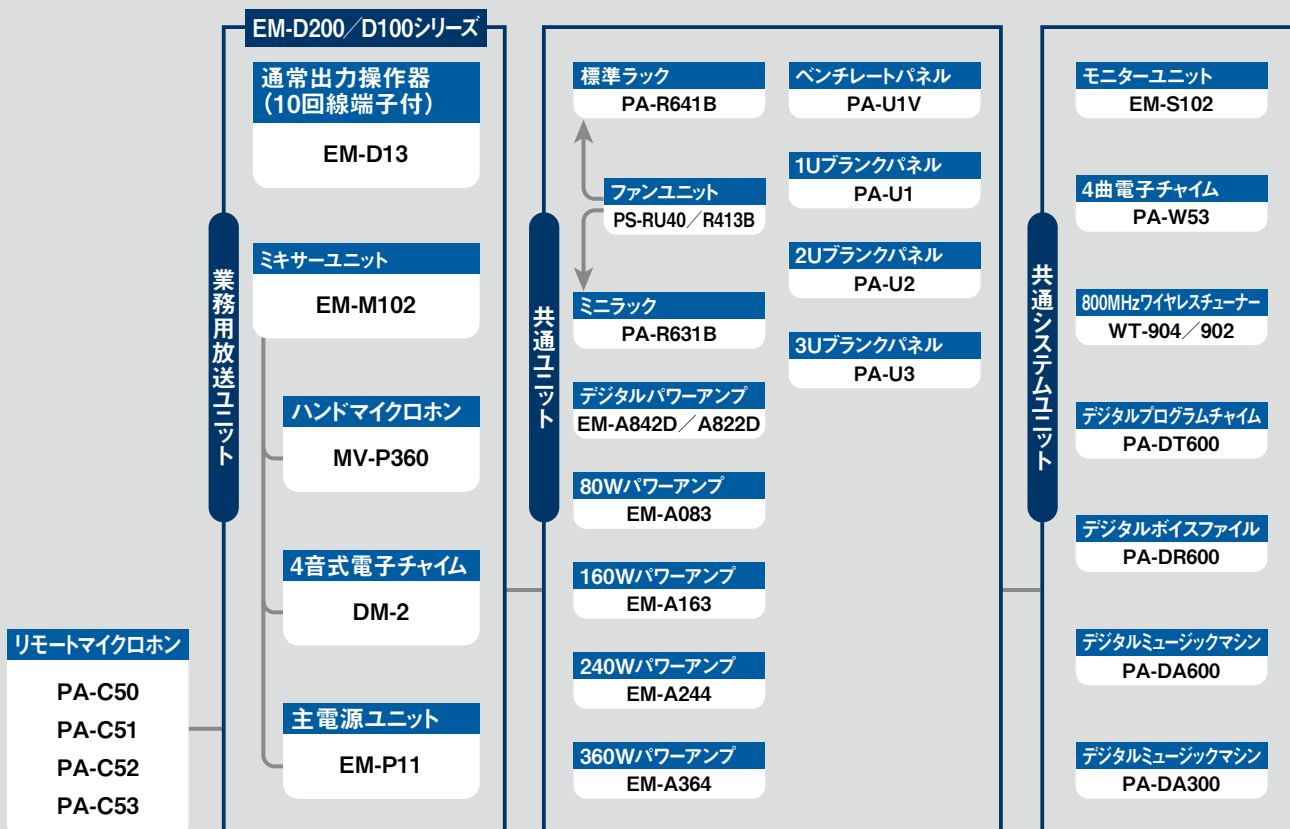 EM-D200／D100シリーズ
業務用放送ユニット
通常出力操作器
(10回線端子付)
EM-D13
ミキサーユニット
EM-M102
ハンドマイクロホン
MV-P360
4音式電子チャイム
DM-2
主電源ユニット
EM-P11
リモートマイクロホン
PA-C50
PA-C51
PA-C52
PA-C53
共通ユニット
標準ラック
PA-R641B
ファンユニット
PS-RU40／R413B
ミニラック
PA-R631B
デジタルパワーアンプ
EM-A842D／A822D
80Wパワーアンプ
EM-A083
160Wパワーアンプ
EM-A163
240Wパワーアンプ
EM-A244
360Wパワーアンプ
EM-A364
ベンチレートパネル
PA-U1V
1Uブランクパネル
PA-U1
2Uブランクパネル
PA-U2
3Uブランクパネル
PA-U3
共通システムユニット
モニターユニット
EM-S102
4曲電子チャイム
PA-W53
800MHzワイヤレスチューナー
WT-904／902
デジタルプログラムチャイム
PA-DT600
デジタルボイスファイル
PA-DR600
デジタルミュージックマシン
PA-DA600
デジタルミュージックマシン
PA-DA300